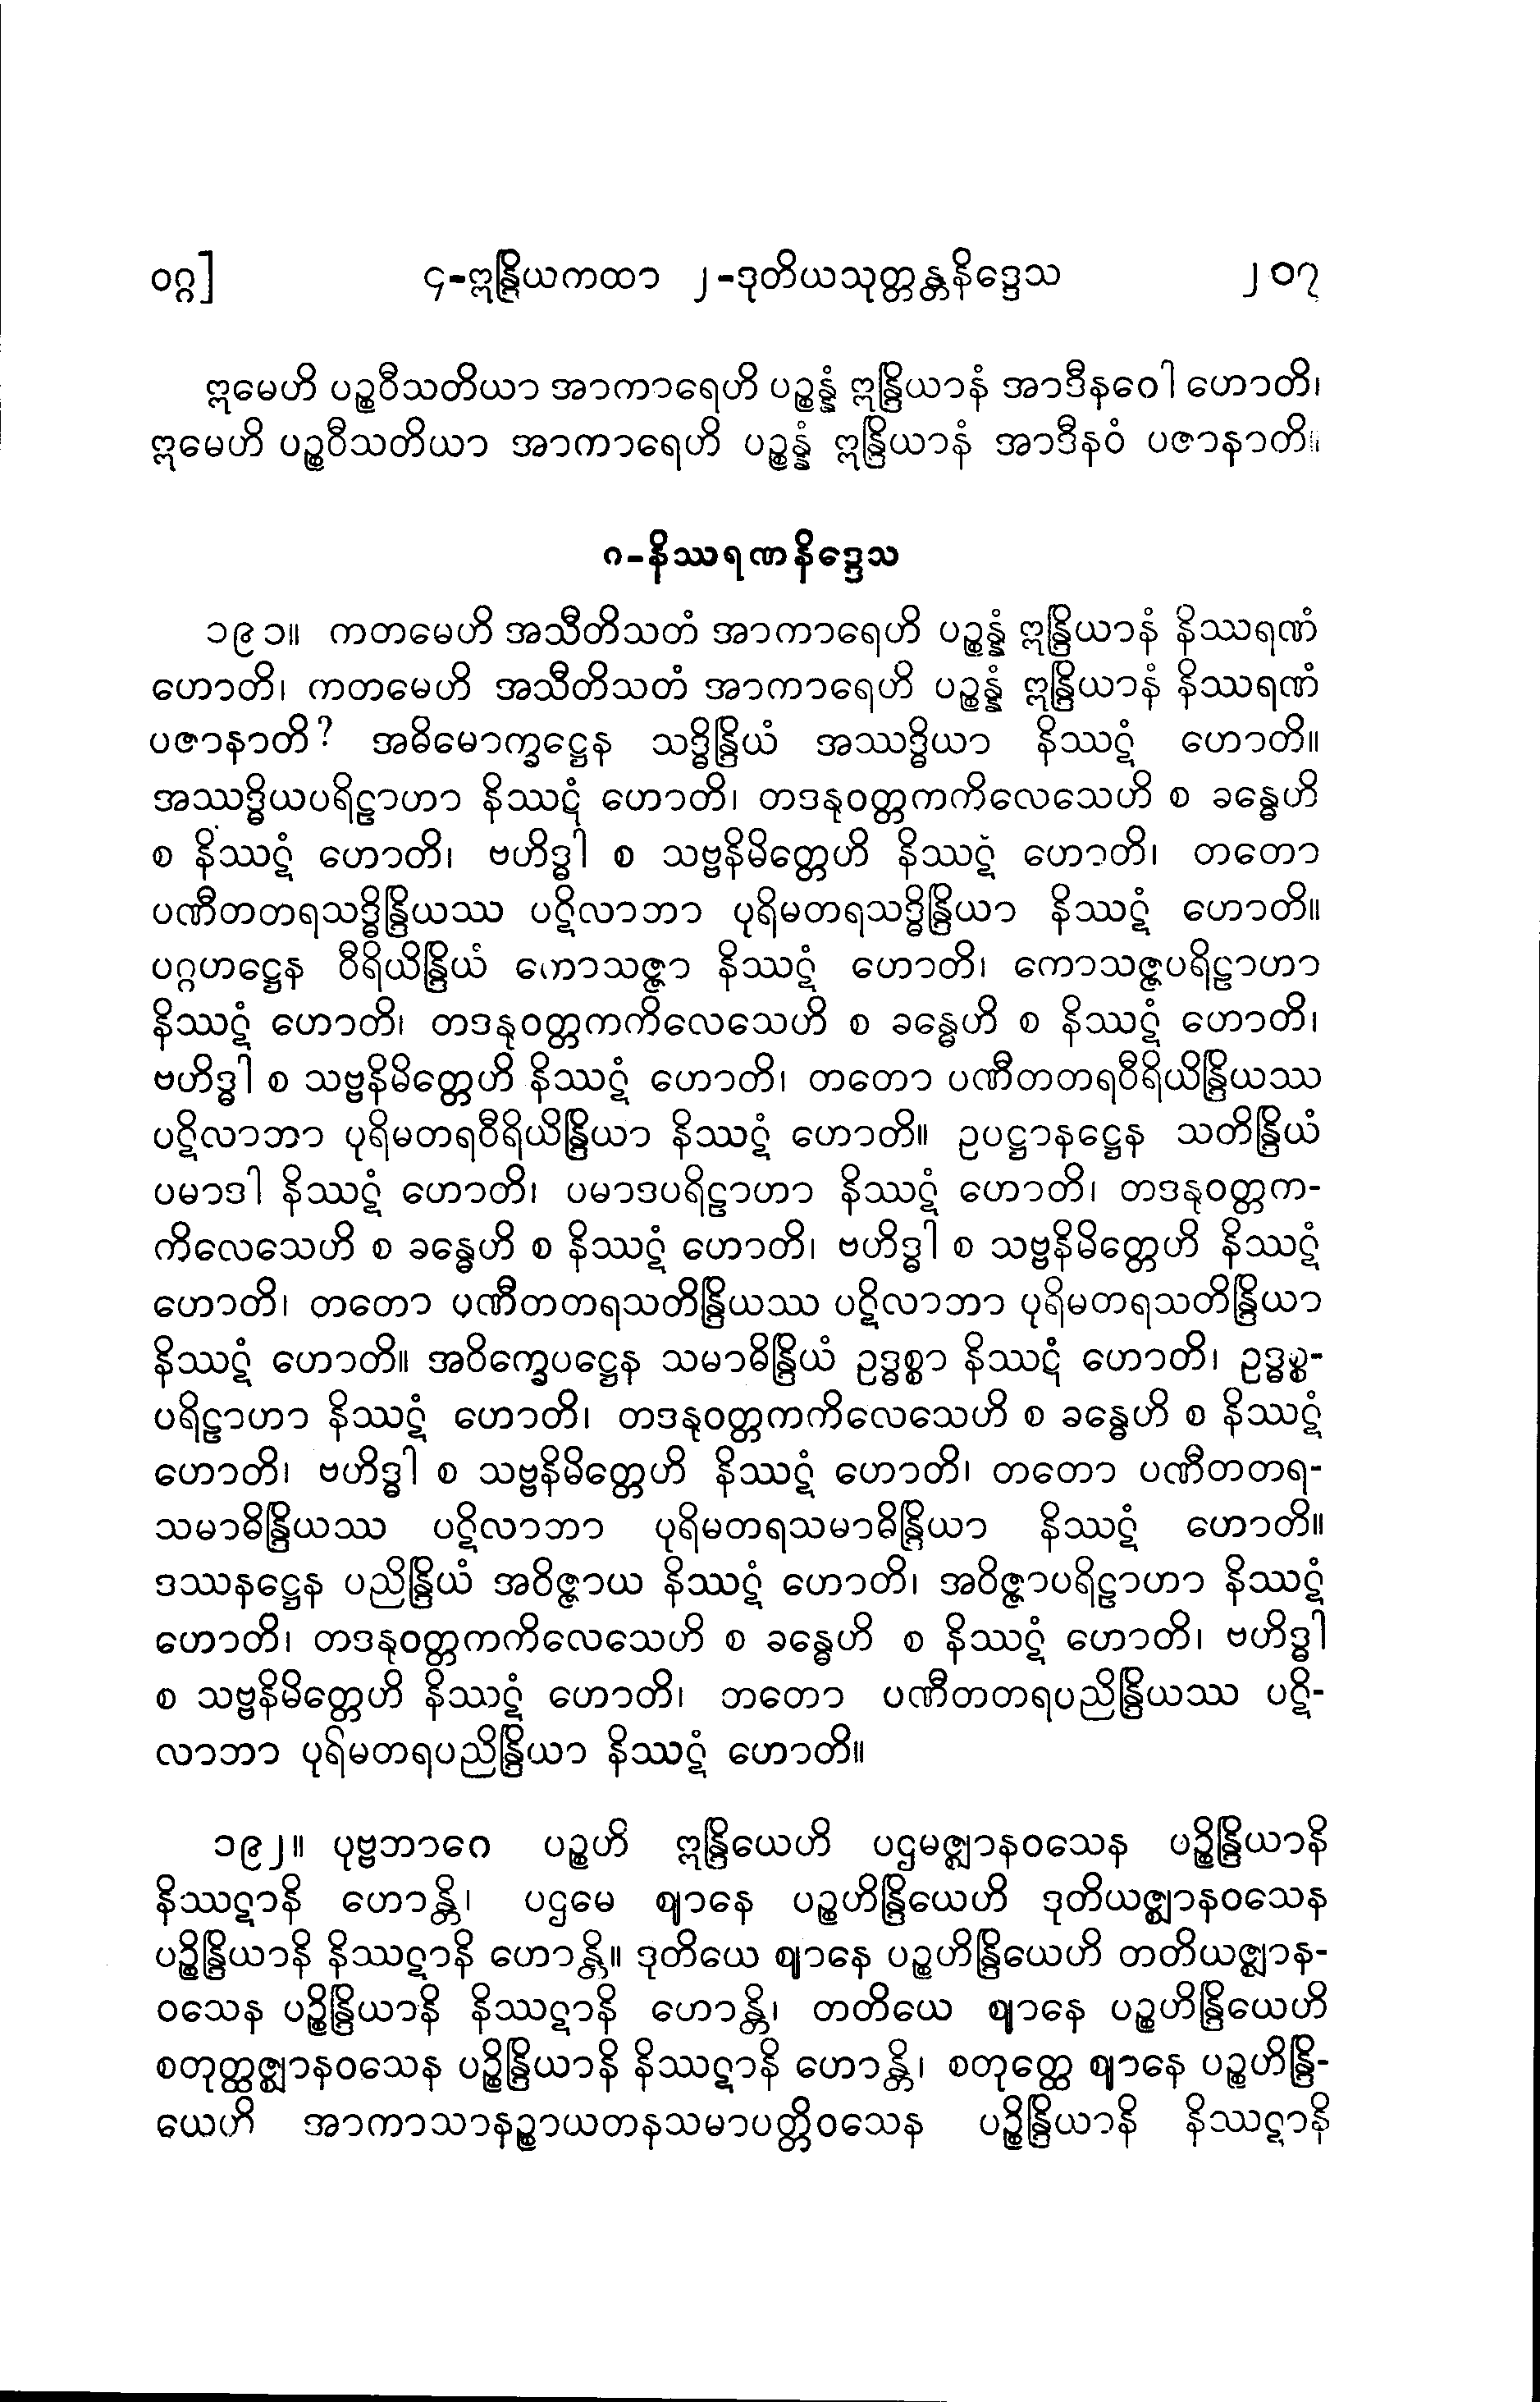 ဝဂ္ဂ]	၄-ဣန္ဒြိယကထာ ၂-ဒုတိယသုတ္တန္တနိဒ္ဒေသ	၂၀၇
ဣမေဟိ ပဉ္စဝီသတိယာ အာကာရေဟိ ပဉ္စန္နံ ဣန္ဒြိယာနံ အာဒီနဝေါ ဟောတိ၊
ဣမေဟိ ပဉ္စဝီသတိယာ အာကာရေဟိ ပဉ္စန္နံ ဣန္ဒြိယာနံ အာဒီနဝံ ပဇာနာတိ။
ဂ-နိဿရဏနိဒ္ဒေသ
၁၉၁။ ကတမေဟိ အသီတိသတံ အာကာရေဟိ ပဉ္စန္နံ ဣန္ဒြိယာနံ နိဿရဏံ
ဟောတိ၊ ကတမေဟိ အသီတိသတံ အာကာရေဟိ ပဉ္စန္နံ ဣန္ဒြိယာနံ နိဿရဏံ
ပဇာနာတိ? အဓိမောက္ခဋ္ဌေန သဒ္ဓိန္ဒြိယံ အဿဒ္ဓိယာ နိဿဋံ ဟောတိ။
အဿဒ္ဓိယပရိဠာဟာ နိဿဋံ ဟောတိ၊ တဒနုဝတ္တကကိလေသေဟိ စ ခန္ဓေဟိ
စ နိဿဋံ ဟောတိ၊ ဗဟိဒ္ဓါ စ သဗ္ဗနိမိတ္တေဟိ နိဿဋံ ဟောတိ၊ တတော
ပဏီတတရသဒ္ဓိန္ဒြိယဿ ပဋိလာဘာ ပုရိမတရသဒ္ဓိန္ဒြိယာ နိဿဋံ ဟောတိ။
ပဂ္ဂဟဋ္ဌေန ဝီရိယိန္ဒြိယံ ကောသဇ္ဇာ နိဿဋံ ဟောတိ၊ ကောသဇ္ဇပရိဠာဟာ
နိဿဋံ ဟောတိ၊ တဒနုဝတ္တကကိလေသေဟိ စ ခန္ဓေဟိ စ နိဿဋံ ဟောတိ၊
ဗဟိဒ္ဓါ စ သဗ္ဗနိမိတ္တေဟိ နိဿဋံ ဟောတိ၊ တတော ပဏီတတရဝီရိယိန္ဒြိယဿ
ပဋိလာဘာ ပုရိမတရဝီရိယိန္ဒြိယာ နိဿဋံ ဟောတိ။ ဥပဋ္ဌာနဋ္ဌေန သတိန္ဒြိယံ
ပမာဒါ နိဿဋံ ဟောတိ၊ ပမာဒပရိဠာဟာ နိဿဋံ ဟောတိ၊ တဒနုဝတ္တက-
ကိလေသေဟိ စ ခန္ဓေဟိ စ နိဿဋံ ဟောတိ၊ ဗဟိဒ္ဓါ စ သဗ္ဗနိမိတ္တေဟိ နိဿဋံ
ဟောတိ၊ တတော ပဏီတတရသတိန္ဒြိယဿ ပဋိလာဘာ ပုရိမတရသတိန္ဒြိယာ
နိဿဋံ ဟောတိ။ အဝိက္ခေပဋ္ဌေန သမာဓိန္ဒြိယံ ဥဒ္ဓစ္စာ နိဿဋံ ဟောတိ၊ ဥဒ္ဓစ္စ-
ပရိဠာဟာ နိဿဋံ ဟောတိ၊ တဒနုဝတ္တကကိလေသေဟိ စ ခန္ဓေဟိ စ နိဿဋံ
ဟောတိ၊ ဗဟိဒ္ဓါ စ သဗ္ဗနိမိတ္တေဟိ နိဿဋံ ဟောတိ၊ တတော ပဏီတတရ-
သမာဓိန္ဒြိယဿ ပဋိလာဘာ ပုရိမတရသမာဓိန္ဒြိယာ နိဿဋံ ဟောတိ။
ဒဿနဋ္ဌေန ပညိန္ဒြိယံ အဝိဇ္ဇာယ နိဿဋံ ဟောတိ၊ အဝိဇ္ဇာပရိဠာဟာ နိဿဋံ
ဟောတိ၊ တဒနုဝတ္တကကိလေသေဟိ စ ခန္ဓေဟိ စ နိဿဋံ ဟောတိ၊ ဗဟိဒ္ဓါ
စ သဗ္ဗနိမိတ္တေဟိ နိဿဋံ ဟောတိ၊ ဘတော ပဏီတတရပညိန္ဒြိယဿ ပဋိ-
လာဘာ ပုရိမတရပညိန္ဒြိယာ နိဿဋံ ဟောတိ။
၁၉၂။ ပုဗ္ဗဘာဂေ ပဉ္စဟိ ဣန္ဒြိယေဟိ ပဌမဇ္ဈာနဝသေန ပဉ္စိန္ဒြိယာနိ
နိဿဋာနိ ဟောန္တိ၊ ပဌမေ ဈာနေ ပဉ္စဟိန္ဒြိယေဟိ ဒုတိယဇ္ဈာနဝသေန
ပဉ္စိန္ဒြိယာနိ နိဿဋာနိ ဟောန္တိ။ ဒုတိယေ ဈာနေ ပဉ္စဟိန္ဒြိယေဟိ တတိယဇ္ဈာန-
ဝသေန ပဉ္စိန္ဒြိယာနိ နိဿဋာနိ ဟောန္တိ၊ တတိယေ ဈာနေ ပဉ္စဟိန္ဒြိယေဟိ
စတုတ္ထဇ္ဈာနဝသေန ပဉ္စိန္ဒြိယာနိ နိဿဋာနိ ဟောန္တိ၊ စတုတ္ထေ ဈာနေ ပဉ္စဟိန္ဒြိ-
ယေဟိ အာကာသာနဉ္စာယတနသမာပတ္တိဝသေန ပဉ္စိန္ဒြိယာနိ နိဿဋာနိ